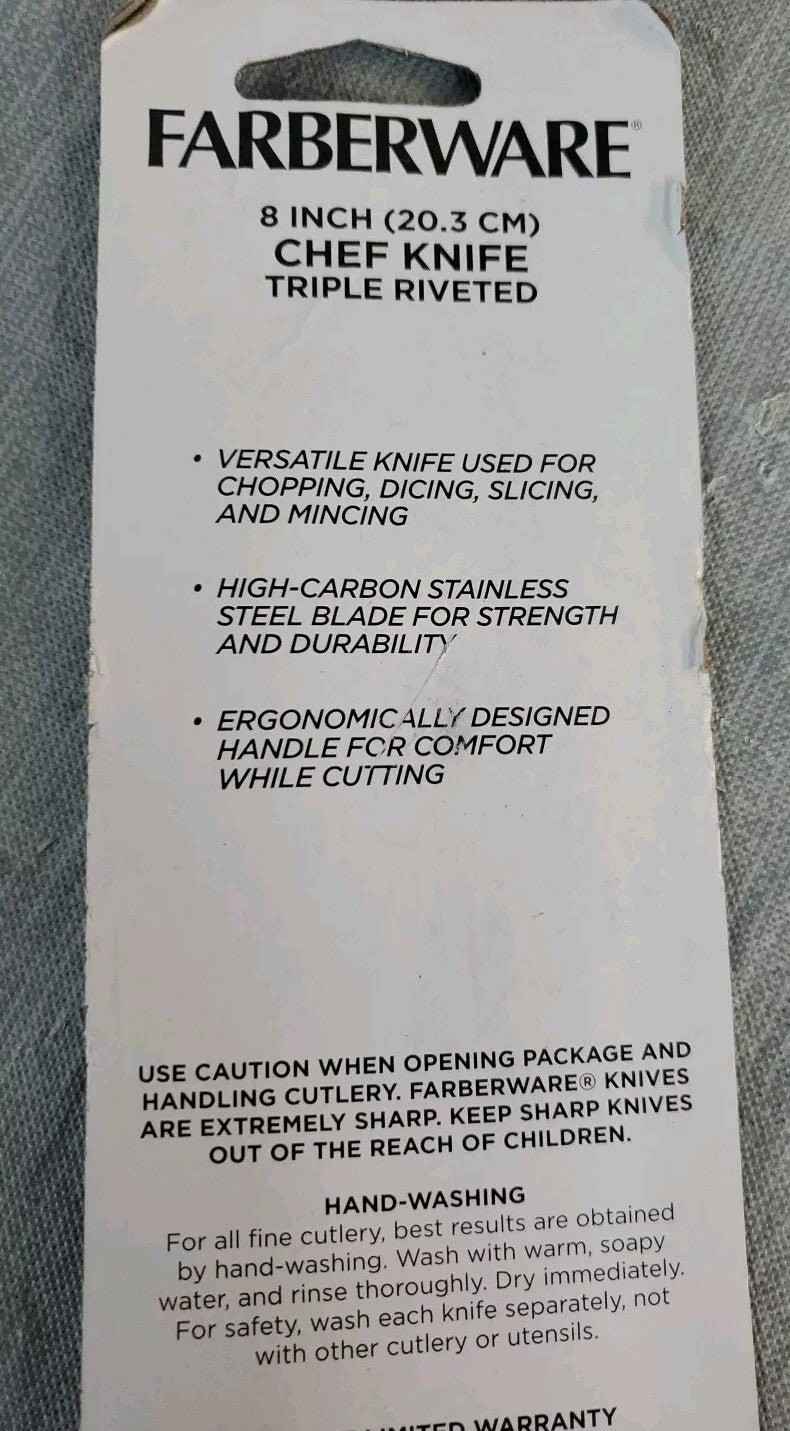 FARBERWARE®
8 INCH (20.3 CM)
CHEF KNIFE
TRIPLE RIVETED
• VERSATILE KNIFE USED FOR
CHOPPING, DICING, SLICING,
AND MINCING
• HIGH-CARBON STAINLESS
STEEL BLADE FOR STRENGTH
AND DURABILITY
• ERGONOMICALLY DESIGNED
HANDLE FOR COMFORT
WHILE CUTTING
USE CAUTION WHEN OPENING PACKAGE AND
HANDLING CUTLERY. FARBERWARE® KNIVES
ARE EXTREMELY SHARP. KEEP SHARP KNIVES
OUT OF THE REACH OF CHILDREN.
HAND-WASHING
For all fine cutlery, best results are obtained
by hand-washing. Wash with warm, soapy
water, and rinse thoroughly. Dry immediately.
For safety, wash each knife separately, not
with other cutlery or utensils.
WARRANTY